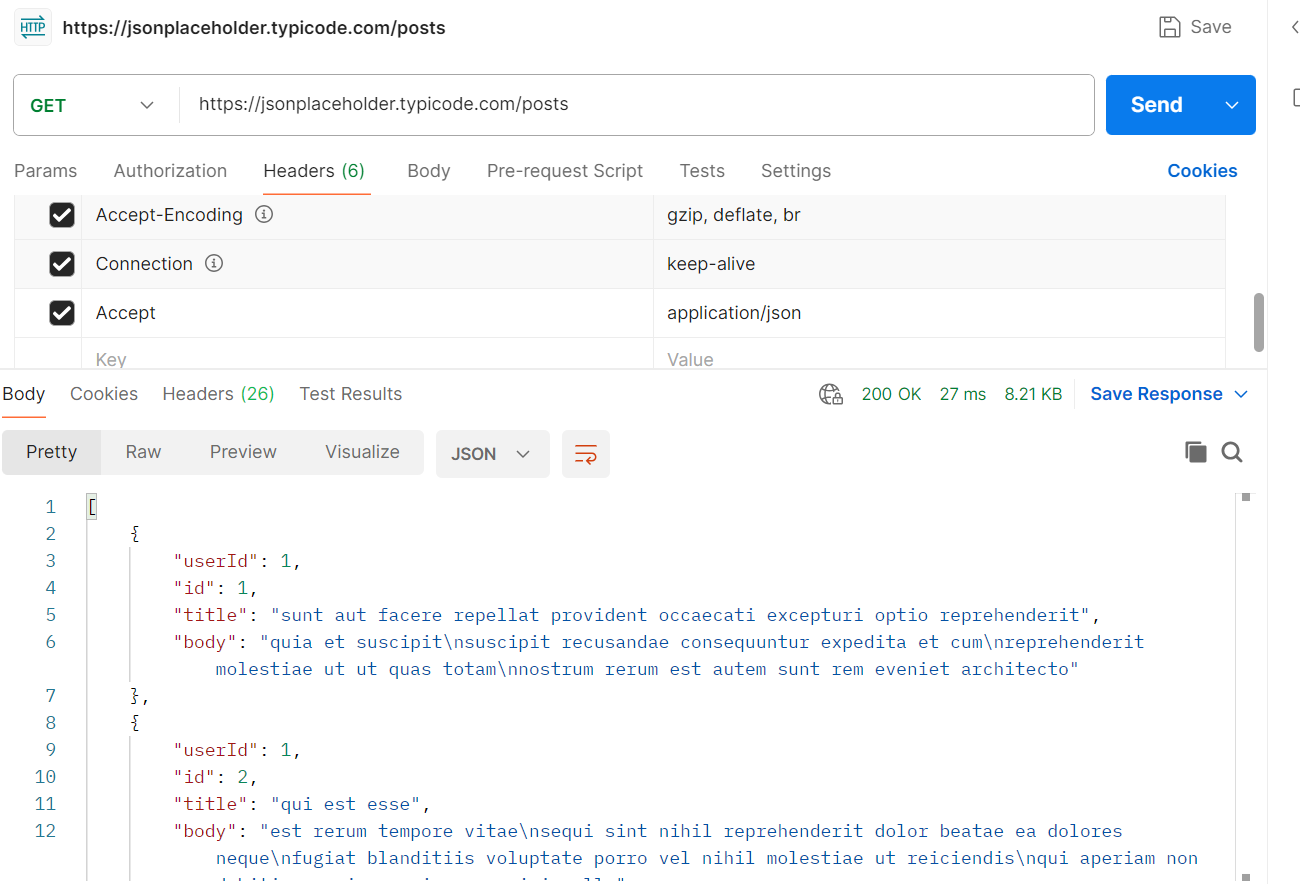 HTTP https://jsonplaceholder.typicode.com/posts Save
GET https://jsonplaceholder.typicode.com/posts Send
Params Authorization Headers (6) Body Pre-request Script Tests Settings Cookies
Accept-Encoding gzip, deflate, br
Connection keep-alive
Accept application/json
Key Value
Body Cookies Headers (26) Test Results 200 OK 27 ms 8.21 KB Save Response
Pretty Raw Preview Visualize JSON
1 [
2 {
3 "userId": 1,
4 "id": 1,
5 "title": "sunt aut facere repellat provident occaecati excepturi optio reprehenderit",
6 "body": "quia et suscipit\nsuscipit recusandae consequuntur expedita et cum\nreprehenderit
molestiae ut ut quas totam\nnostrum rerum est autem sunt rem eveniet architecto"
7 },
8 {
9 "userId": 1,
10 "id": 2,
11 "title": "qui est esse",
12 "body": "est rerum tempore vitae\nsequi sint nihil reprehenderit dolor beatae ea dolores
neque\nfugiat blanditiis voluptate porro vel nihil molestiae ut reiciendis\nqui aperiam non